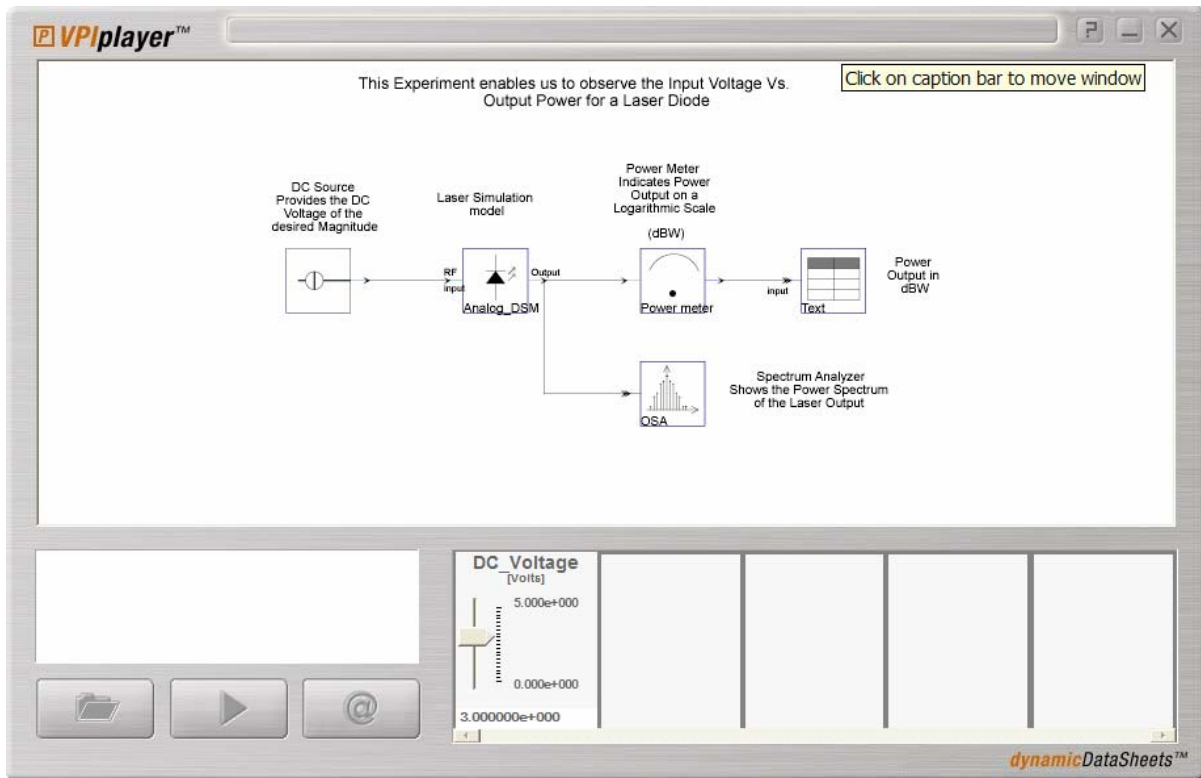 P VPIplayer™
?
Click on caption bar to move window
This Experiment enables us to observe the Input Voltage Vs.
Output Power for a Laser Diode
DC Source
Provides the DC
Voltage of the
desired Magnitude
Laser Simulation
model
Power Meter
Indicates Power
Output on a
Logarithmic Scale
(dBW)
RF
input
Output
Analog_DSM
Power meter
input
Text
Power
Output in
dBW
OSA
Spectrum Analyzer
Shows the Power Spectrum
of the Laser Output
DC_Voltage
[Volts]
5.000e+000
0.000e+000
3.000000e+000
@
dynamicDataSheets™